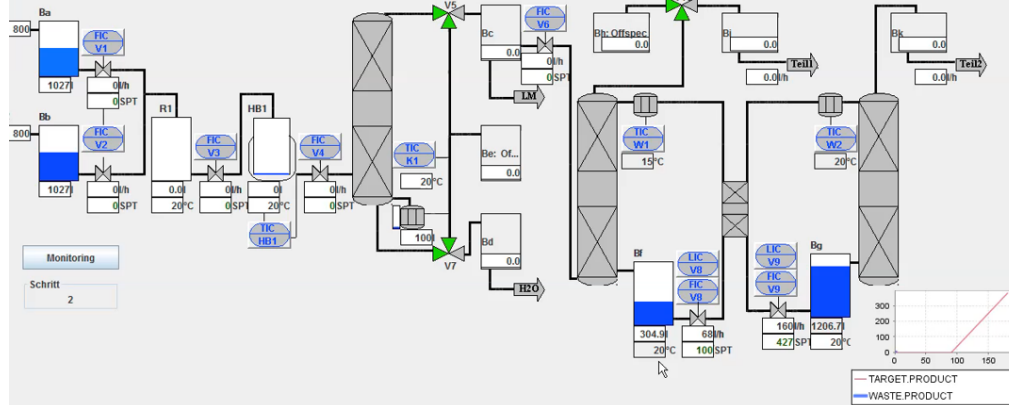 Ba
800
1027l
FIC
V1
0l/h
0SPT
Bb
800
1027l
FIC
V2
0l/h
0SPT
R1
0.0l
20°C
FIC
V3
0l/h
0SPT
HB1
0l
20°C
TIC
HB1
FIC
V4
0l/h
0SPT
V5
TIC
K1
20°C
100l
V7
Bc
0.0
LM
Be: Of...
0.0
Bd
0.0
H2O
FIC
V6
0l/h
0SPT
Bh: Offspec
0.0
Bi
0.0
Teil1
0.0l/h
Bk
0.0
Teil2
0.0l/h
TIC
W1
15°C
TIC
W2
20°C
Bf
304.9l
20°C
LIC
V8
FIC
V8
68l/h
100SPT
LIC
V9
FIC
V9
160l/h
427SPT
Bg
1206.7l
20°C
Monitoring
Schritt
2
300
200
100
0
0 50 100 150
TARGET.PRODUCT
WASTE.PRODUCT